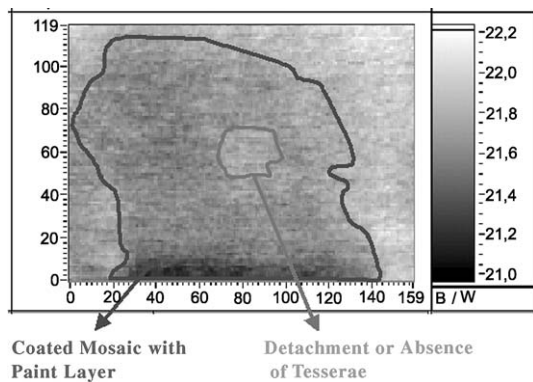 119
100
80
60
40
20
0
0 20 40 60 80 100 120 140 159
22,2
22,0
21,8
21,6
21,4
21,2
21,0
B / W
Coated Mosaic with
Paint Layer
Detachment or Absence
of Tesserae